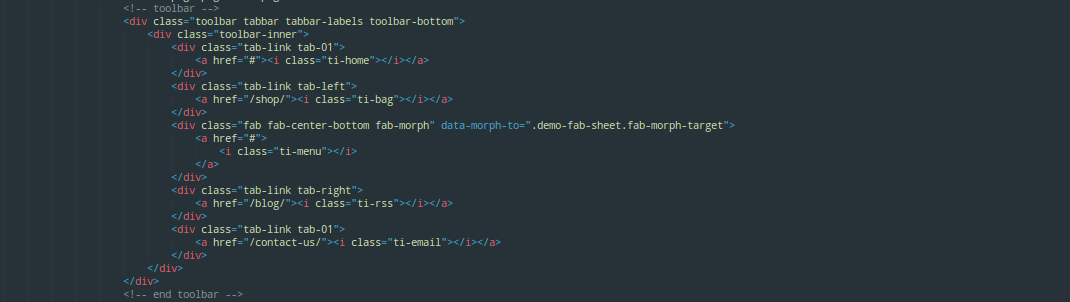 <!-- toolbar -->
<div class="toolbar tabbar tabbar-labels toolbar-bottom">
<div class="toolbar-inner">
<div class="tab-link tab-01">
<a href="#"><i class="ti-home"></i></a>
</div>
<div class="tab-link tab-left">
<a href="/shop/"><i class="ti-bag"></i></a>
</div>
<div class="fab fab-center-bottom fab-morph" data-morph-to=".demo-fab-sheet.fab-morph-target">
<a href="#">
<i class="ti-menu"></i>
</a>
</div>
<div class="tab-link tab-right">
<a href="/blog/"><i class="ti-rss"></i></a>
</div>
<div class="tab-link tab-01">
<a href="/contact-us/"><i class="ti-email"></i></a>
</div>
</div>
</div>
<!-- end toolbar -->